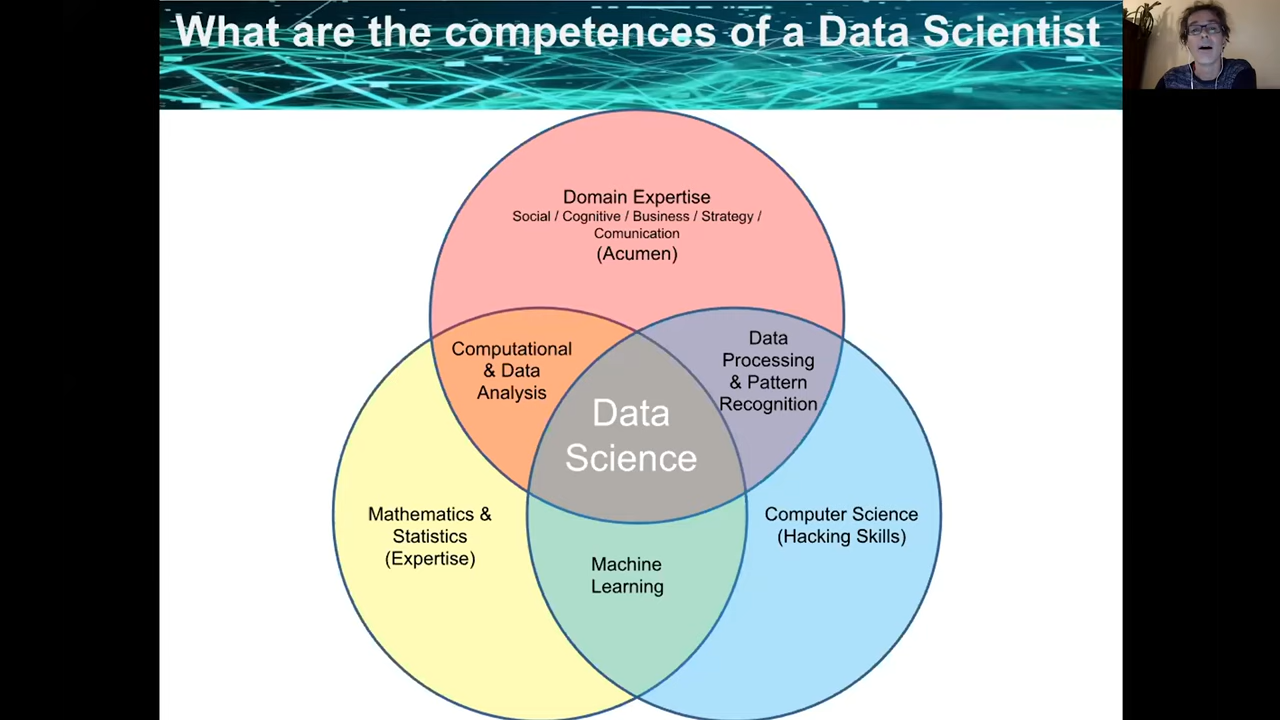 What are the competences of a Data Scientist
Domain Expertise
Social / Cognitive / Business / Strategy /
Comunication
(Acumen)
Computational
& Data
Analysis
Data
Processing
& Pattern
Recognition
Data
Science
Mathematics &
Statistics
(Expertise)
Computer Science
(Hacking Skills)
Machine
Learning